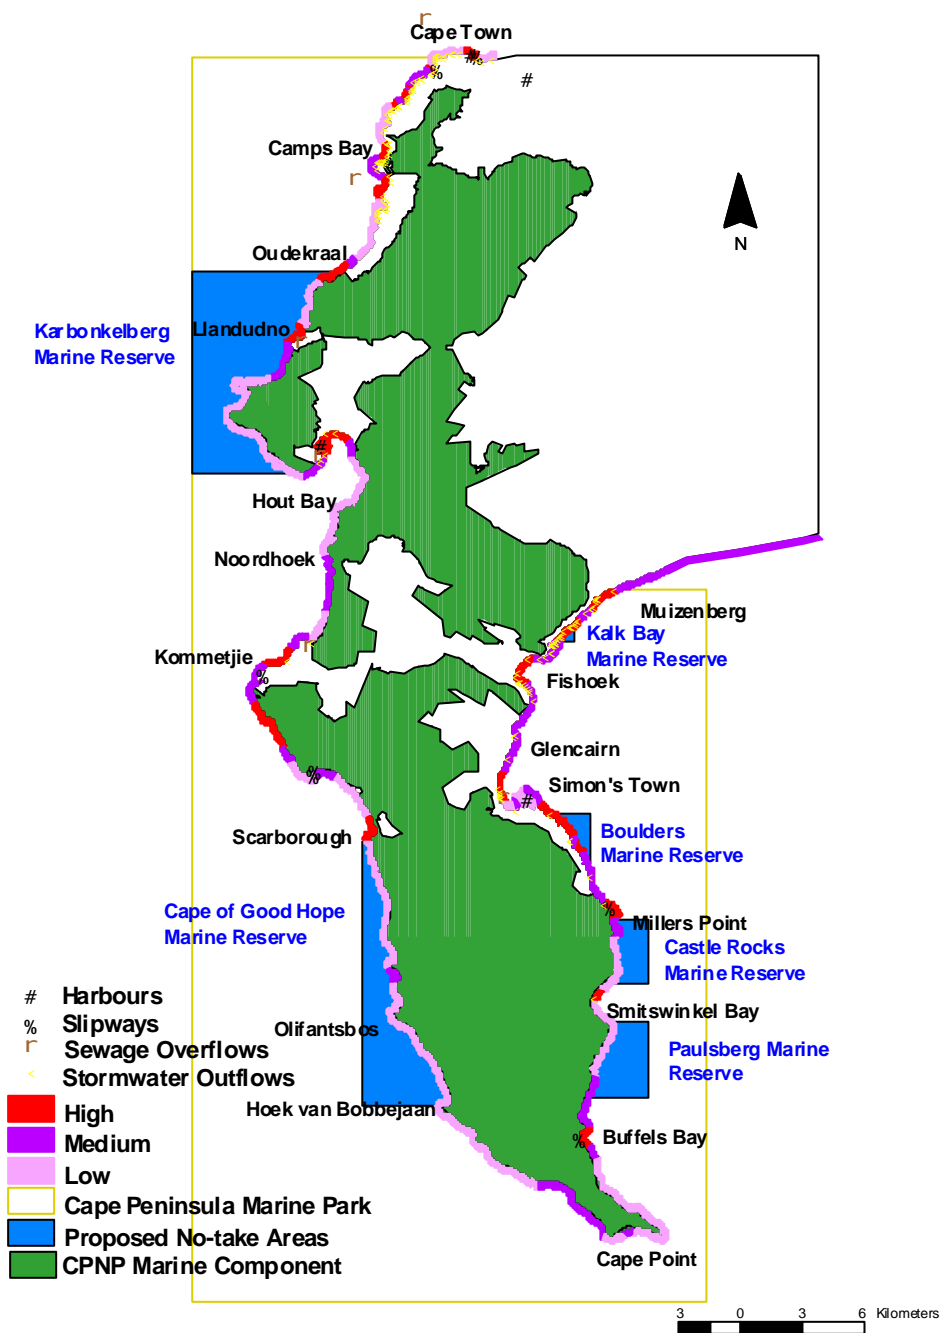 r
Cape Town
#
%
%
#
Camps Bay
r
Oudekraal
N
Karbonkelberg
Marine Reserve
Llandudno
r
#
r
Hout Bay
Noordhoek
Muizenberg
Kalk Bay
Marine Reserve
Kommetjie
r
%
Fishoek
Glencairn
%
Simon's Town
#
Scarborough
Boulders
Marine Reserve
%
Cape of Good Hope
Marine Reserve
Millers Point
Castle Rocks
Marine Reserve
# Harbours
% Slipways
r Sewage Overflows
< Stormwater Outflows
High
Medium
Low
Cape Peninsula Marine Park
Proposed No-take Areas
CPNP Marine Component
Smitswinkel Bay
Olifantsbos
Paulsberg Marine
Reserve
Hoek van Bobbejaan
%
Buffels Bay
Cape Point
3 0 3 6 Kilometers